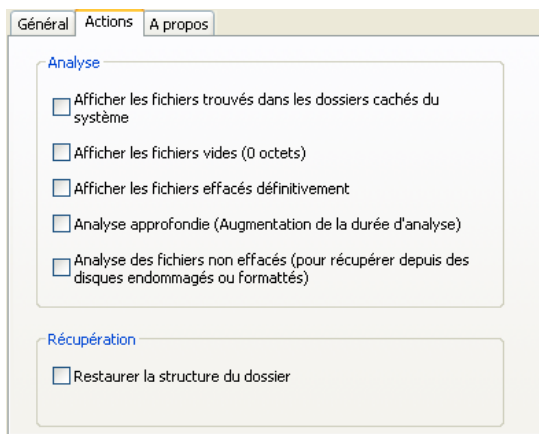 Général Actions A propos
Analyse
Afficher les fichiers trouvés dans les dossiers cachés du
système
Afficher les fichiers vides (0 octets)
Afficher les fichiers effacés définitivement
Analyse approfondie (Augmentation de la durée d'analyse)
Analyse des fichiers non effacés (pour récupérer depuis des
disques endommagés ou formattés)
Récupération
Restaurer la structure du dossier